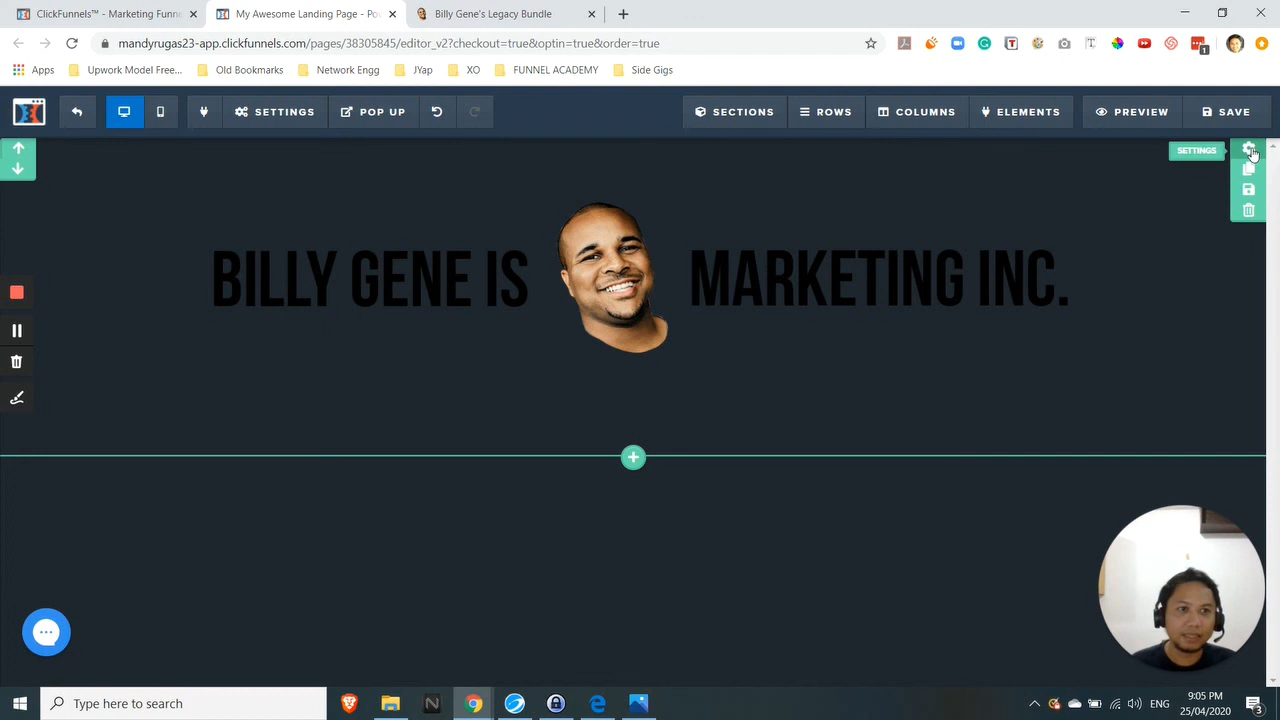 ClickFunnels™ - Marketing Funne
My Awesome Landing Page - Po
Billy Gene's Legacy Bundle
mandyrugas23-app.clickfunnels.com/pages/38305845/editor_v2?checkout=true&optin=true&order=true
1
Apps
Upwork Model Free...
Old Bookmarks
Network Engg
JYap
XO
FUNNEL ACADEMY
Side Gigs
SETTINGS
POP UP
SECTIONS
ROWS
COLUMNS
ELEMENTS
PREVIEW
SAVE
SETTINGS
BILLY GENE IS MARKETING INC.
Type here to search
ENG
9:05 PM
25/04/2020
3